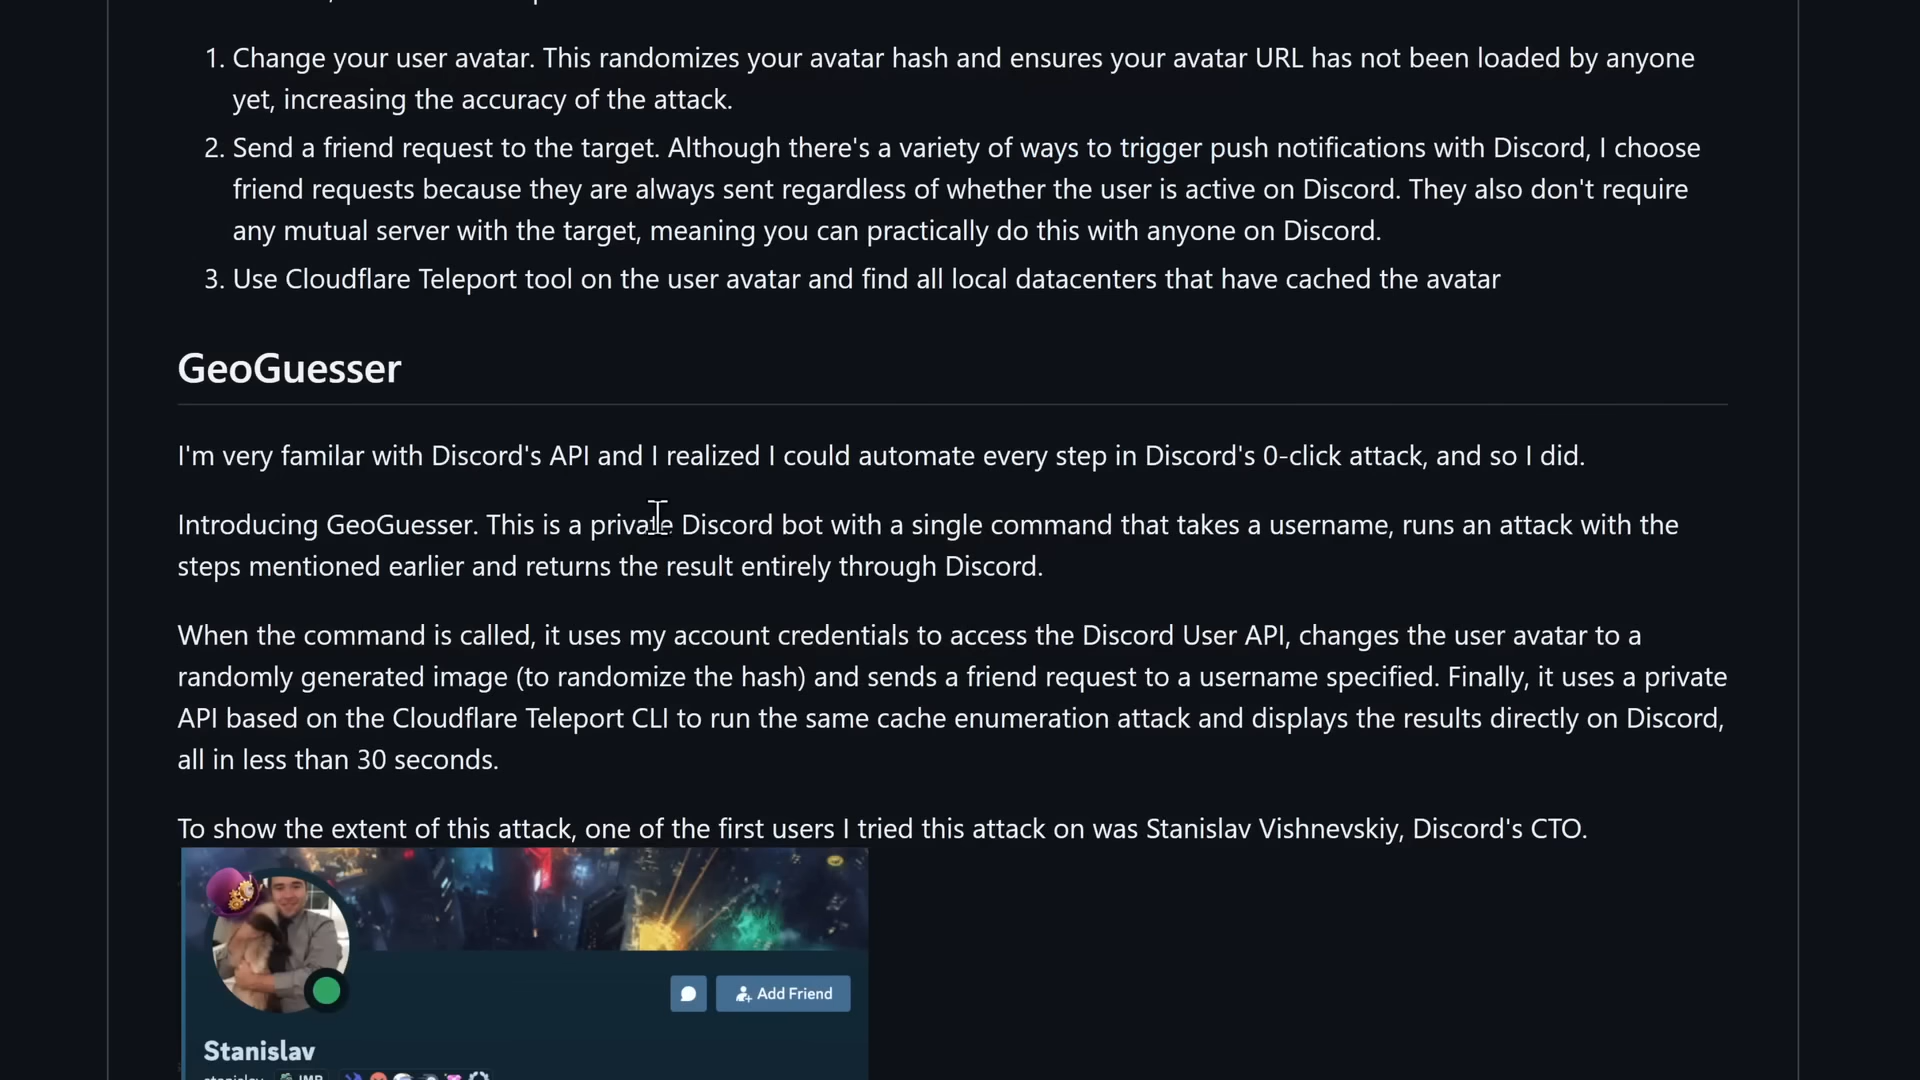 1. Change your user avatar. This randomizes your avatar hash and ensures your avatar URL has not been loaded by anyone
yet, increasing the accuracy of the attack.
2. Send a friend request to the target. Although there's a variety of ways to trigger push notifications with Discord, I choose
friend requests because they are always sent regardless of whether the user is active on Discord. They also don't require
any mutual server with the target, meaning you can practically do this with anyone on Discord.
3. Use Cloudflare Teleport tool on the user avatar and find all local datacenters that have cached the avatar
GeoGuesser
I'm very familar with Discord's API and I realized I could automate every step in Discord's 0-click attack, and so I did.
Introducing GeoGuesser. This is a private Discord bot with a single command that takes a username, runs an attack with the
steps mentioned earlier and returns the result entirely through Discord.
When the command is called, it uses my account credentials to access the Discord User API, changes the user avatar to a
randomly generated image (to randomize the hash) and sends a friend request to a username specified. Finally, it uses a private
API based on the Cloudflare Teleport CLI to run the same cache enumeration attack and displays the results directly on Discord,
all in less than 30 seconds.
To show the extent of this attack, one of the first users I tried this attack on was Stanislav Vishnevskiy, Discord's CTO.
Add Friend
Stanislav